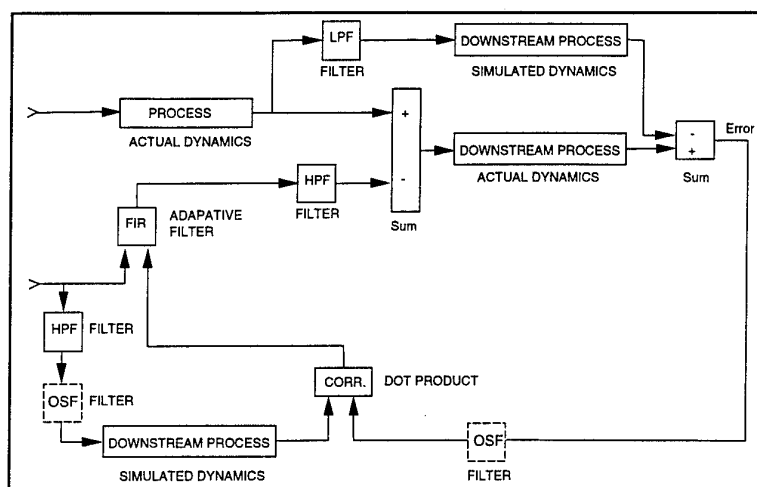 LPF
FILTER
DOWNSTREAM PROCESS
SIMULATED DYNAMICS
PROCESS
ACTUAL DYNAMICS
+
-
Sum
DOWNSTREAM PROCESS
ACTUAL DYNAMICS
-
+
Sum
Error
HPF
FILTER
FIR
ADAPATIVE
FILTER
HPF
FILTER
OSF
FILTER
DOWNSTREAM PROCESS
SIMULATED DYNAMICS
CORR.
DOT PRODUCT
OSF
FILTER